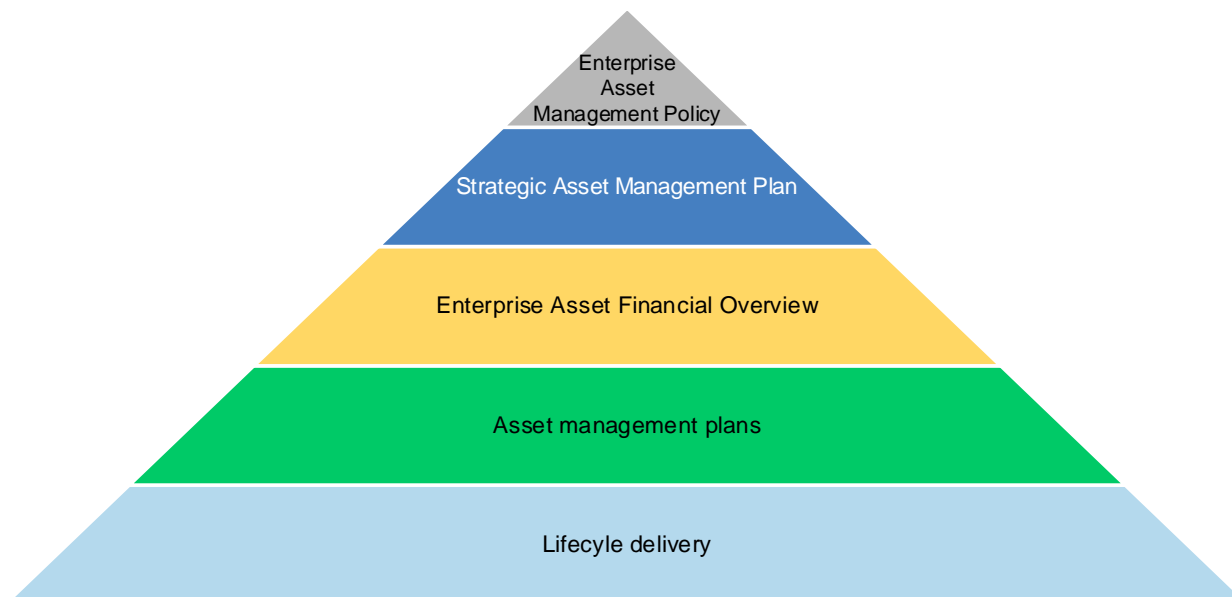 Enterprise
Asset
Management Policy
Strategic Asset Management Plan
Enterprise Asset Financial Overview
Asset management plans
Lifecyle delivery